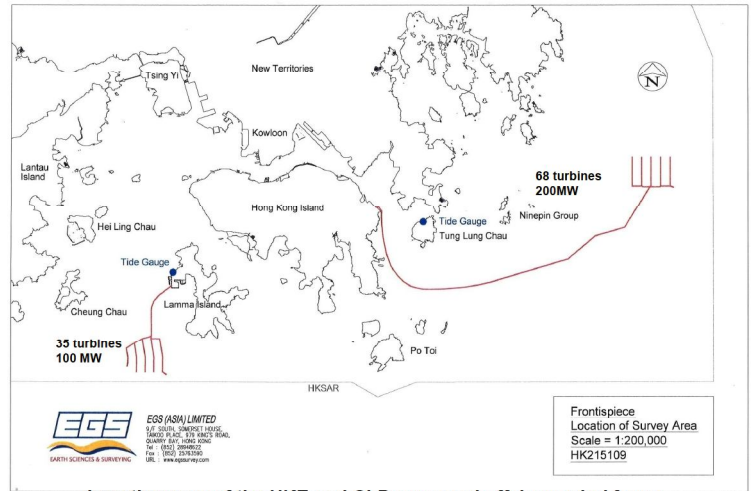 New Territories
Tsing Yi
N
Kowloon
Lantau
Island
68 turbines
200MW
Hong Kong Island
Ninepin Group
Tide Gauge
Tung Lung Chau
Hei Ling Chau
Tide Gauge
Cheung Chau
Lamma Island
35 turbines
100 MW
Po Toi
HKSAR
EGS
EARTH SCIENCES & SURVEYING
EGS (ASIA) LIMITED
9/F SOUTH, SOMERSET HOUSE,
TAIKOO PLACE, 979 KING'S ROAD,
QUARRY BAY, HONG KONG
Tel : (852) 28948622
Fax : (852) 25763590
URL : www.egssurvey.com
Frontispiece
Location of Survey Area
Scale = 1:200,000
HK215109